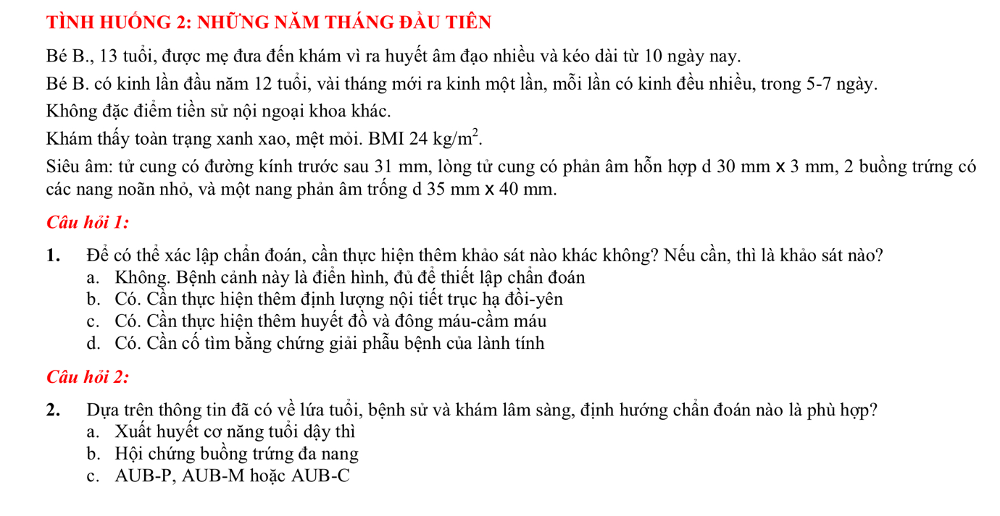 TÌNH HUỐNG 2: NHỮNG NĂM THÁNG ĐẦU TIÊN
Bé B., 13 tuổi, được mẹ đưa đến khám vì ra huyết âm đạo nhiều và kéo dài từ 10 ngày nay.
Bé B. có kinh lần đầu năm 12 tuổi, vài tháng mới ra kinh một lần, mỗi lần có kinh đều nhiều, trong 5-7 ngày.
Không đặc điểm tiền sử nội ngoại khoa khác.
Khám thấy toàn trạng xanh xao, mệt mỏi. BMI 24 kg/m².
Siêu âm: tử cung có đường kính trước sau 31 mm, lòng tử cung có phản âm hỗn hợp d 30 mm x 3 mm, 2 buồng trứng có
các nang noãn nhỏ, và một nang phản âm trống d 35 mm x 40 mm.
Câu hỏi 1:
1. Để có thể xác lập chẩn đoán, cần thực hiện thêm khảo sát nào khác không? Nếu cần, thì là khảo sát nào?
a. Không. Bệnh cảnh này là điển hình, đủ để thiết lập chẩn đoán
b. Có. Cần thực hiện thêm định lượng nội tiết trục hạ đồi-yên
c. Có. Cần thực hiện thêm huyết đồ và đông máu-cầm máu
d. Có. Cần cố tìm bằng chứng giải phẫu bệnh của lành tính
Câu hỏi 2:
2. Dựa trên thông tin đã có về lứa tuổi, bệnh sử và khám lâm sàng, định hướng chẩn đoán nào là phù hợp?
a. Xuất huyết cơ năng tuổi dậy thì
b. Hội chứng buồng trứng đa nang
c. AUB-P, AUB-M hoặc AUB-C